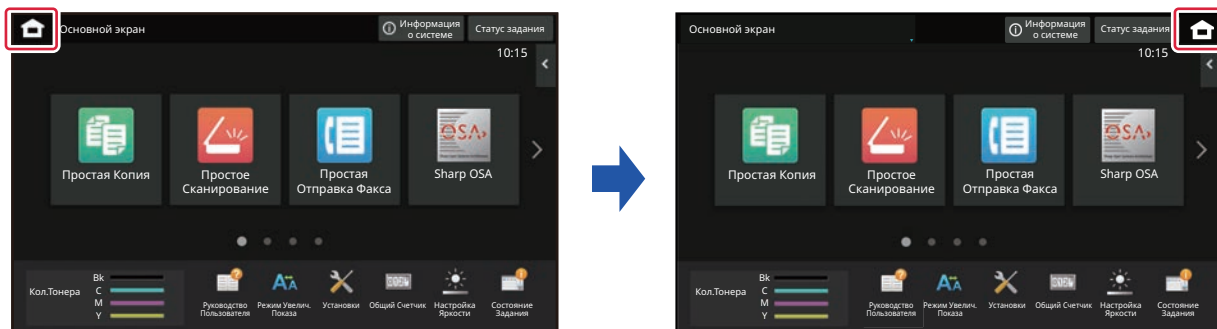 Основной экран
Информация
о системе
Статус задания
10:15
Простая Копия
Простое
Сканирование
Простая
Отправка Факса
OSA
Sharp OSA
Кол.Тонера
Bk
C
M
Y
Руководство
Пользователя
Режим Увелич.
Показа
Установки
Общий Счетчик
Настройка
Яркости
Состояние
Задания
Основной экран
Информация
о системе
Статус задания
10:15
Простая Копия
Простое
Сканирование
Простая
Отправка Факса
OSA
Sharp OSA
Кол.Тонера
Bk
C
M
Y
Руководство
Пользователя
Режим Увелич.
Показа
Установки
Общий Счетчик
Настройка
Яркости
Состояние
Задания